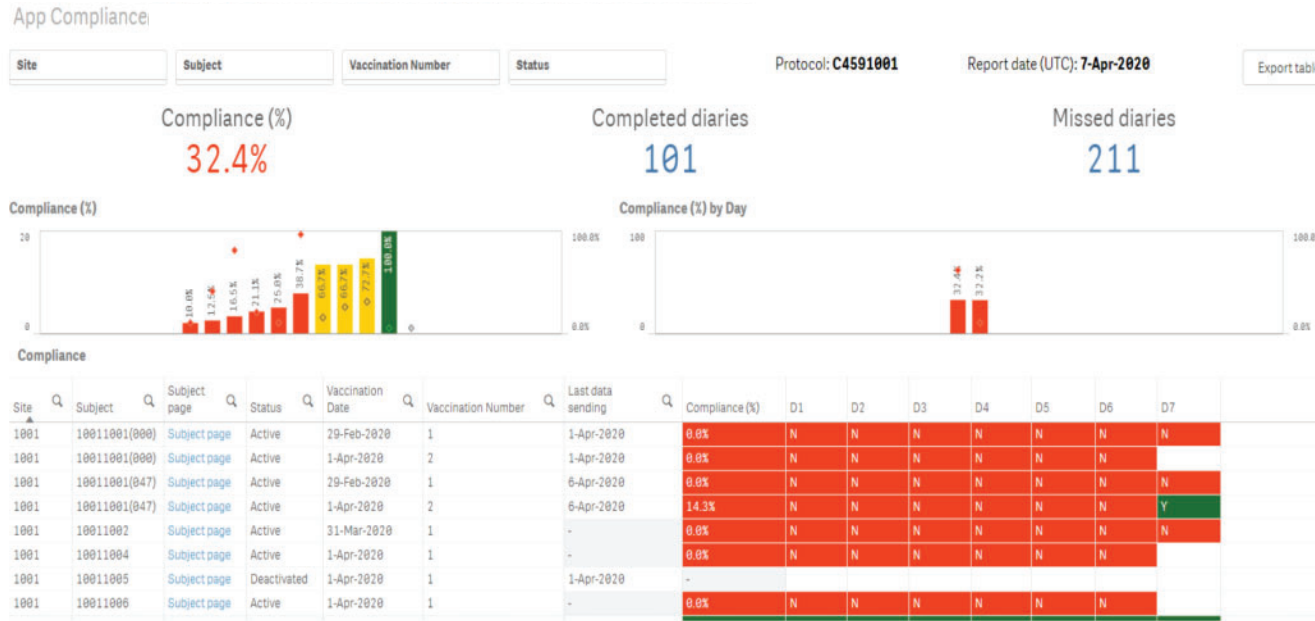 App Compliance
Site Subject Vaccination Number Status Protocol: C4591001 Report date (UTC): 7-Apr-2020 Export tabl
Compliance (%) Completed diaries Missed diaries
32.4% 101 211
Compliance (%) Compliance (%) by Day
20 100.0% 100 100.0
10.0% 12.5% 16.5% 21.1% 25.0% 38.7% 66.7% 66.7% 72.7% 100.0% 32.4% 32.2%
0 0.0% 0 0.0%
Compliance
Site Subject Subject page Status Vaccination Date Vaccination Number Last data sending Compliance (%) D1 D2 D3 D4 D5 D6 D7
1001 10011001(000) Subject page Active 29-Feb-2020 1 1-Apr-2020 0.0% N N N N N N N
1001 10011001(000) Subject page Active 1-Apr-2020 2 1-Apr-2020 0.0% N N N N N N
1001 10011001(047) Subject page Active 29-Feb-2020 1 6-Apr-2020 0.0% N N N N N N N
1001 10011001(047) Subject page Active 1-Apr-2020 2 6-Apr-2020 14.3% N N N N N N Y
1001 10011002 Subject page Active 31-Mar-2020 1 - 0.0% N N N N N N N
1001 10011004 Subject page Active 1-Apr-2020 1 - 0.0% N N N N N N
1001 10011005 Subject page Deactivated 1-Apr-2020 1 1-Apr-2020 -
1001 10011006 Subject page Active 1-Apr-2020 1 - 0.0% N N N N N N